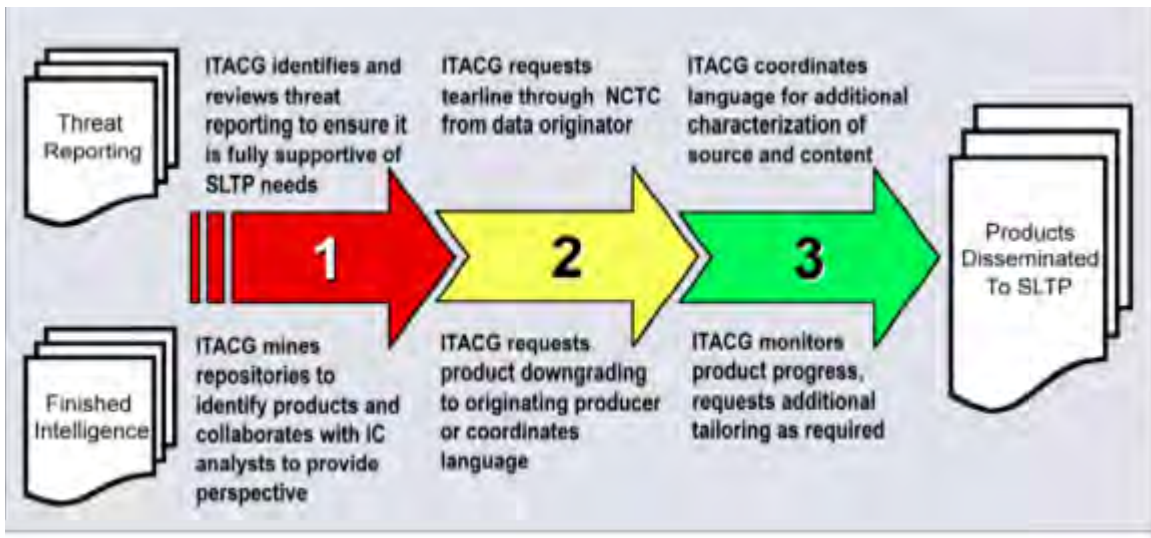 Threat
Reporting
ITACG identifies and
reviews threat
reporting to ensure it
is fully supportive of
SLTP needs
ITACG requests
tearline through NCTC
from data originator
ITACG coordinates
language for additional
characterization of
source and content
1
2
3
Products
Disseminated
To SLTP
Finished
Intelligence
ITACG mines
repositories to
identify products and
collaborates with IC
analysts to provide
perspective
ITACG requests
product downgrading
to originating producer
or coordinates
language
ITACG monitors
product progress,
requests additional
tailoring as required